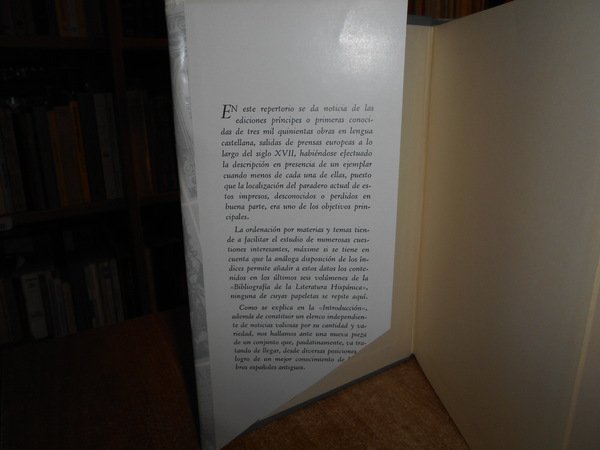 EN este repertorio se da noticia de las
ediciones príncipes o primeras conoci-
das de tres mil quinientas obras en lengua
castellana, salidas de prensas europeas a lo
largo del siglo XVII, habiéndose efectuado
la descripción en presencia de un ejemplar
cuando menos de cada una de ellas, puesto
que la localización del paradero actual de es-
tos impresos, desconocidos o perdidos en
buena parte, era uno de los objetivos prin-
cipales.
La ordenación por materias y temas tien-
de a facilitar el estudio de numerosas cues-
tiones interesantes, máxime si se tiene en
cuenta que la análoga disposición de los ín-
dices permite añadir a estos datos los conte-
nidos en los últimos seis volúmenes de la
«Bibliografía de la Literatura Hispánica»,
ninguna de cuyas papeletas se repite aquí.
Como se explica en la «Introducción»,
además de constituir un elenco independien-
te de noticias valiosas por su cantidad y va-
riedad, nos hallamos ante una nueva pieza
de un conjunto que, paulatinamente, va tra-
tando de llegar, desde diversas posiciones
logro de un mejor conocimiento de
bros españoles antiguos.